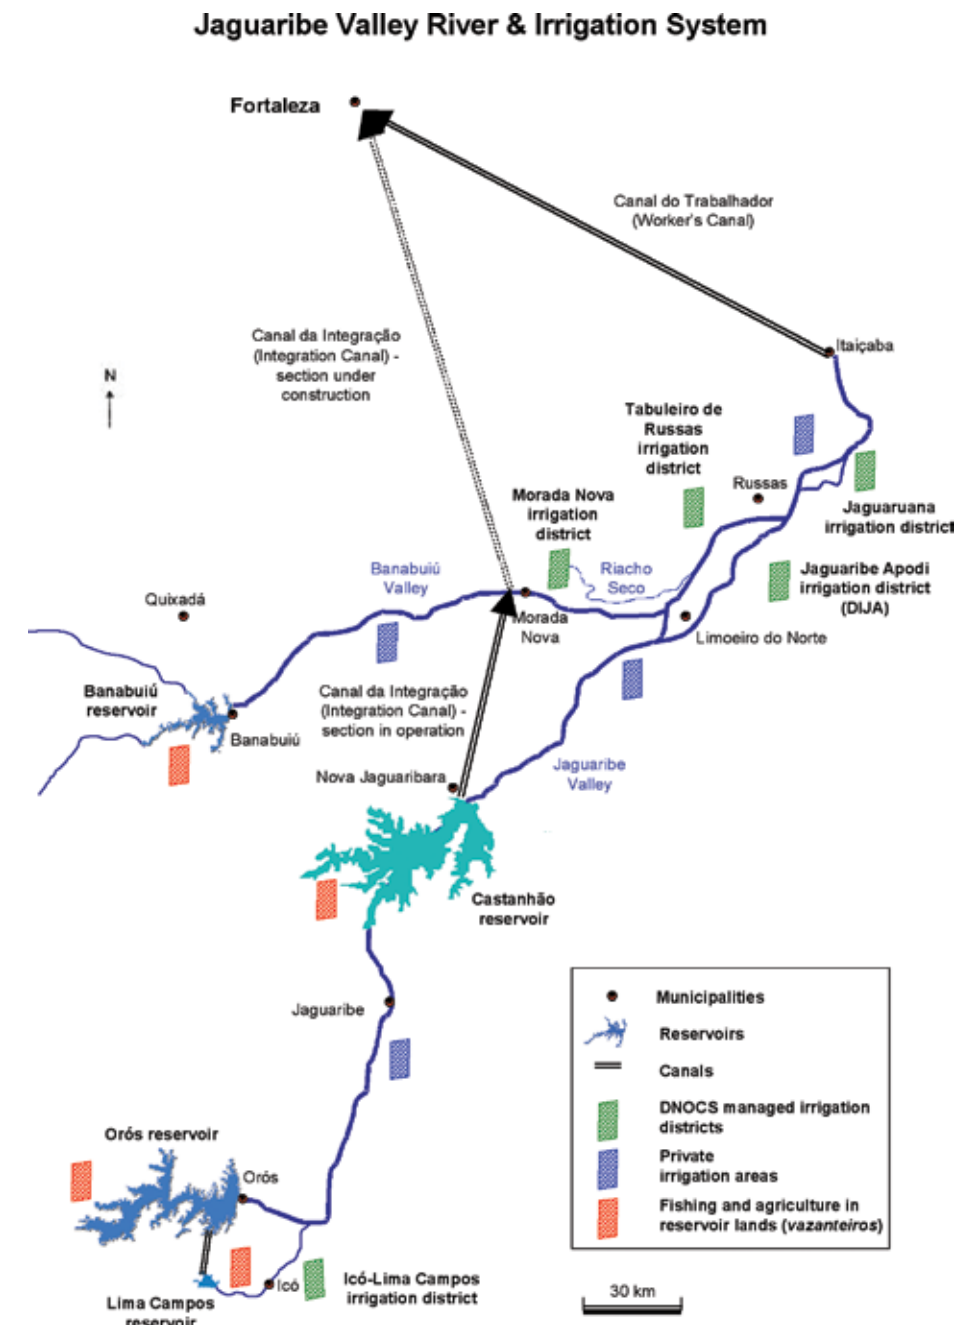 Jaguaribe Valley River & Irrigation System
Fortaleza
Canal do Trabalhador
(Worker's Canal)
Canal da Integração
(Integration Canal) -
section under
construction
Itaiçaba
N
Tabuleiro de
Russas
irrigation
district
Russas
Morada Nova
irrigation
district
Jaguaruana
irrigation district
Banabuiú
Valley
Riacho
Seco
Jaguaribe Apodi
irrigation district
(DIJA)
Quixadá
Morada
Nova
Limoeiro do Norte
Banabuiú
reservoir
Banabuiú
Canal da Integração
(Integration Canal) -
section in operation
Nova Jaguaribara
Jaguaribe
Valley
Castanhão
reservoir
Jaguaribe
Municipalities
Reservoirs
Canals
DNOCS managed irrigation
districts
Private
irrigation areas
Fishing and agriculture in
reservoir lands (vazanteiros)
Orós reservoir
Orós
Icó
Icó-Lima Campos
irrigation district
Lima Campos
reservoir
30 km